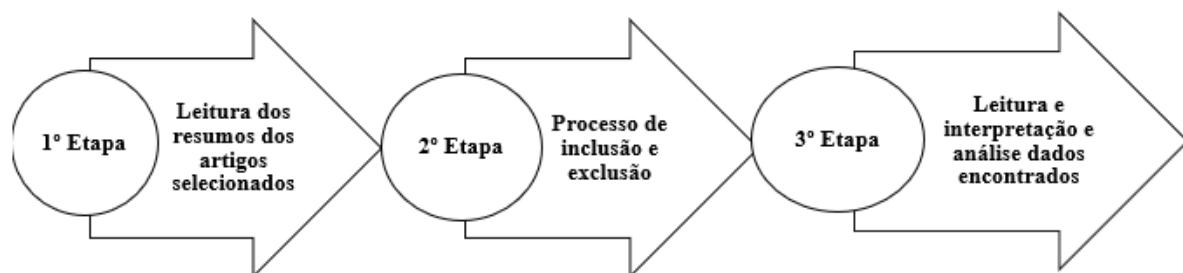 1º Etapa
Leitura dos
resumos dos
artigos
selecionados
2º Etapa
Processo de
inclusão e
exclusão
3º Etapa
Leitura e
interpretação e
análise dados
encontrados